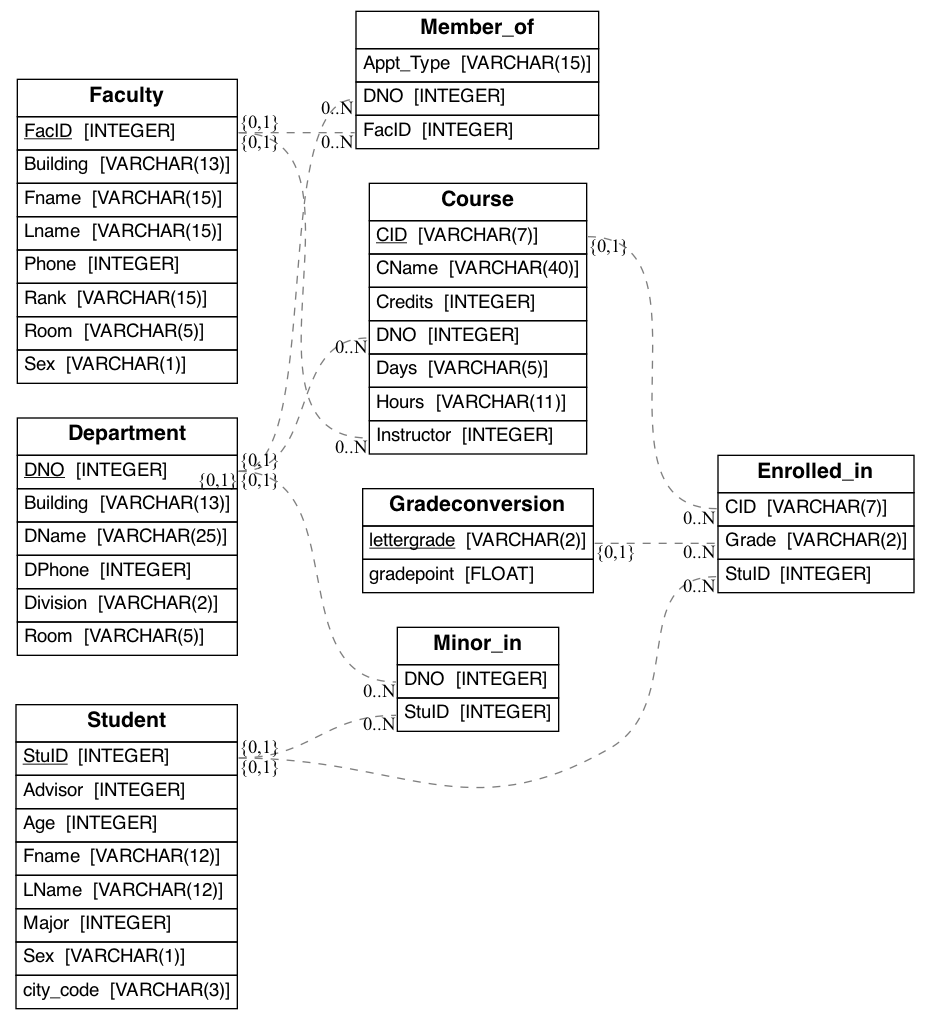 Member_of
Appt_Type [VARCHAR(15)]
DNO [INTEGER]
FacID [INTEGER]
Faculty
FacID [INTEGER]
Building [VARCHAR(13)]
Fname [VARCHAR(15)]
Lname [VARCHAR(15)]
Phone [INTEGER]
Rank [VARCHAR(15)]
Room [VARCHAR(5)]
Sex [VARCHAR(1)]
{0,1}
{0,1}
0..N
0..N
Course
CID [VARCHAR(7)]
CName [VARCHAR(40)]
Credits [INTEGER]
DNO [INTEGER]
Days [VARCHAR(5)]
Hours [VARCHAR(11)]
Instructor [INTEGER]
{0,1}
0..N
0..N
Department
DNO [INTEGER]
Building [VARCHAR(13)]
DName [VARCHAR(25)]
DPhone [INTEGER]
Division [VARCHAR(2)]
Room [VARCHAR(5)]
{0,1}
{0,1} {0,1}
Gradeconversion
lettergrade [VARCHAR(2)]
gradepoint [FLOAT]
{0,1}
Enrolled_in
CID [VARCHAR(7)]
Grade [VARCHAR(2)]
StuID [INTEGER]
0..N
0..N
0..N
Minor_in
DNO [INTEGER]
StuID [INTEGER]
0..N
0..N
Student
StuID [INTEGER]
Advisor [INTEGER]
Age [INTEGER]
Fname [VARCHAR(12)]
LName [VARCHAR(12)]
Major [INTEGER]
Sex [VARCHAR(1)]
city_code [VARCHAR(3)]
{0,1}
{0,1}